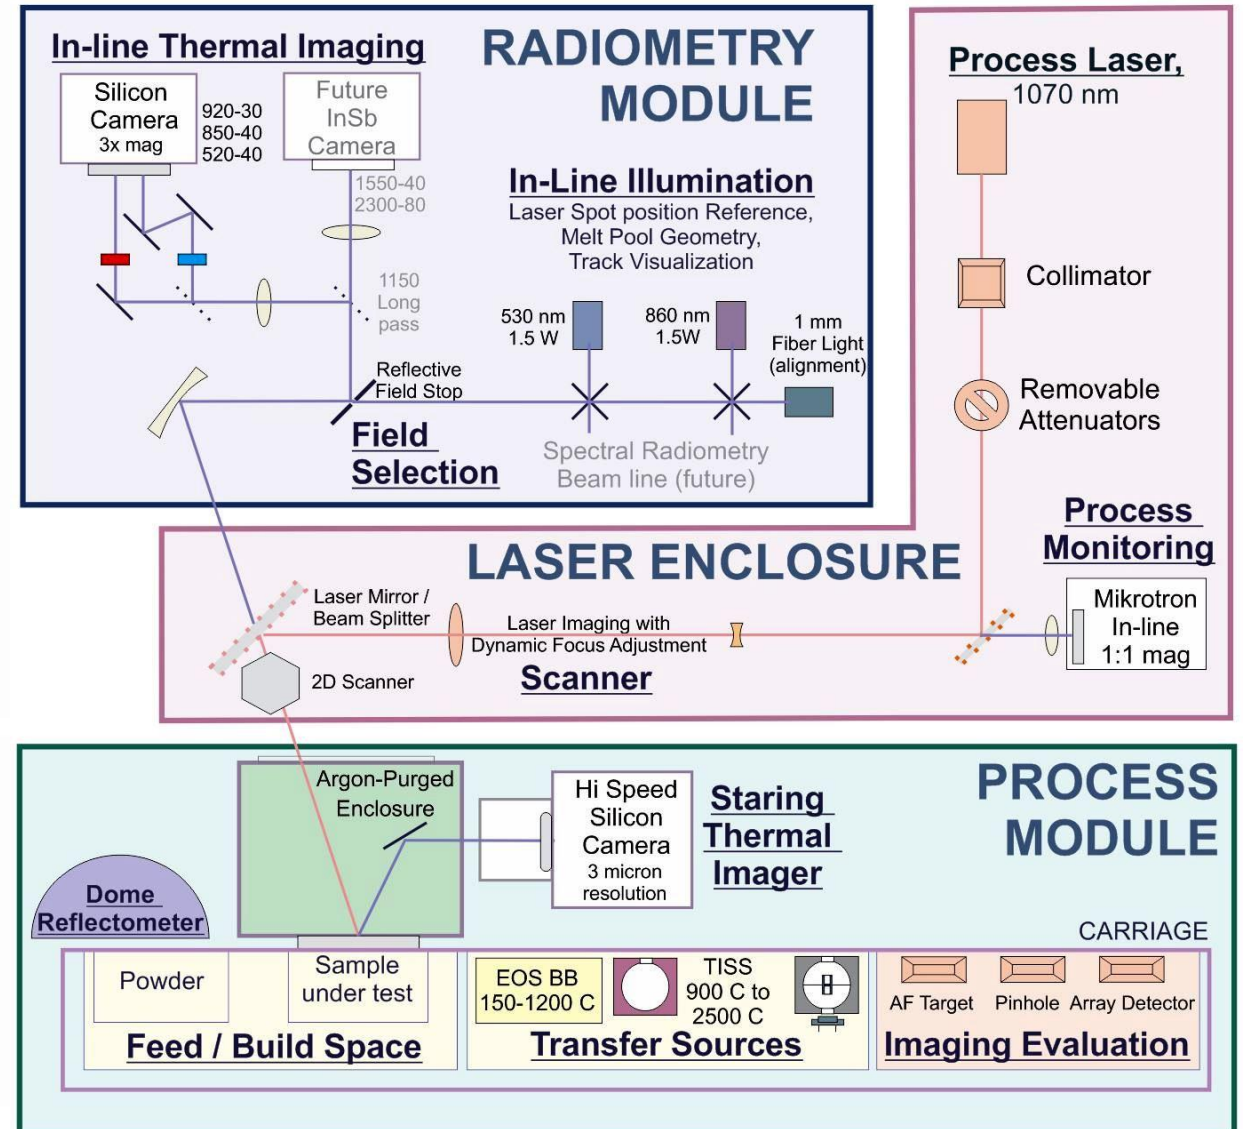 In-line Thermal Imaging
RADIOMETRY
MODULE
Silicon
Camera
3x mag
920-30
850-40
520-40
Future
InSb
Camera
1550-40
2300-80
1150
Long
pass
In-Line Illumination
Laser Spot position Reference,
Melt Pool Geometry,
Track Visualization
530 nm
1.5 W
860 nm
1.5W
1 mm
Fiber Light
(alignment)
Reflective
Field Stop
Field
Selection
Spectral Radiometry
Beam line (future)
Process Laser,
1070 nm
Collimator
Removable
Attenuators
Process
Monitoring
Mikrotron
In-line
1:1 mag
LASER ENCLOSURE
Laser Mirror /
Beam Splitter
Laser Imaging with
Dynamic Focus Adjustment
Scanner
2D Scanner
PROCESS
MODULE
Argon-Purged
Enclosure
Hi Speed
Silicon
Camera
3 micron
resolution
Staring
Thermal
Imager
Dome
Reflectometer
CARRIAGE
Powder
Sample
under test
Feed / Build Space
EOS BB
150-1200 C
TISS
900 C to
2500 C
Transfer Sources
AF Target
Pinhole
Array Detector
Imaging Evaluation